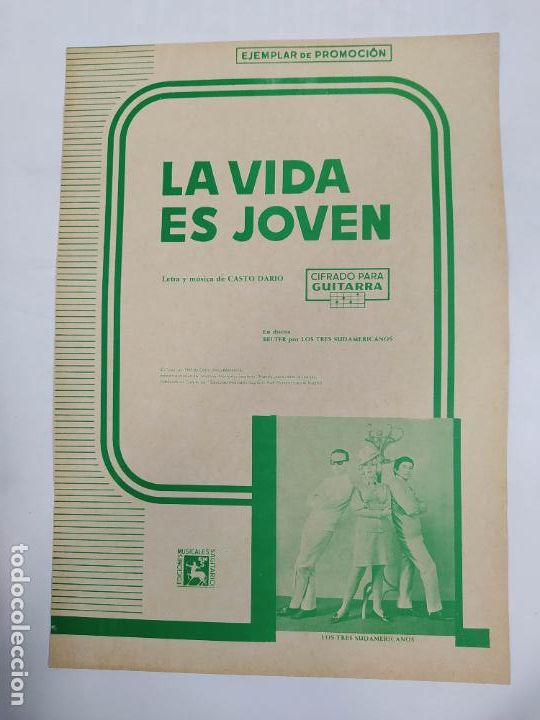 EJEMPLAR DE PROMOCIÓN
LA VIDA
ES JOVEN
Letra y música de CASTO DARIO
CIFRADO PARA
GUITARRA
En discos
BELTER por LOS TRES SUDAMERICANOS
EDICIONES
MUSICALES
SAGITARIO
LOS TRES SUDAMERICANOS
todocoleccion